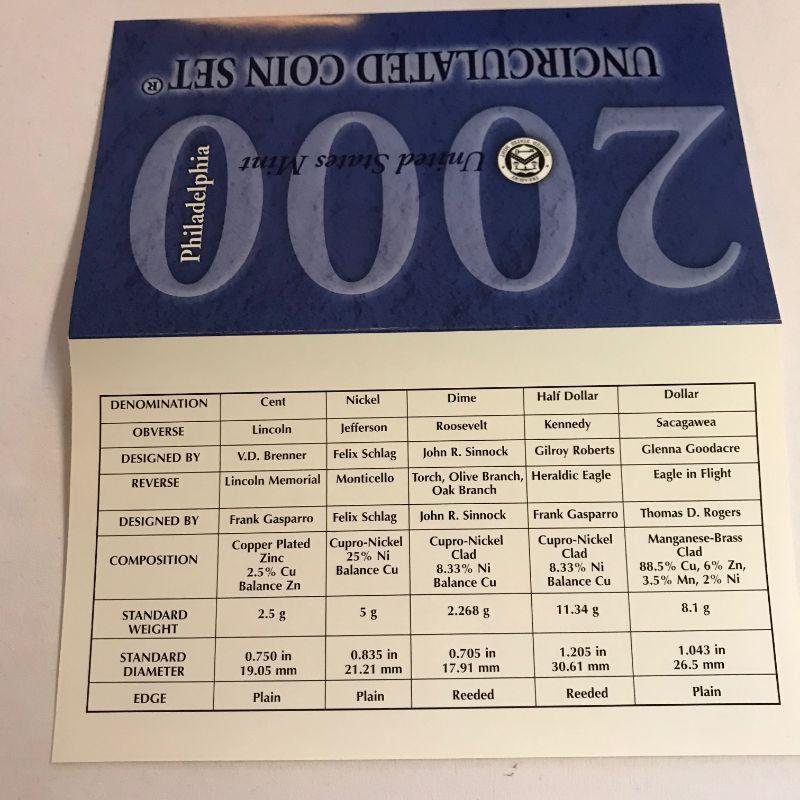 UNCIRCULATED COIN SET®
2000
United States Mint
Philadelphia
DENOMINATION Cent Nickel Dime Half Dollar Dollar
OBVERSE Lincoln Jefferson Roosevelt Kennedy Sacagawea
DESIGNED BY V.D. Brenner Felix Schlag John R. Sinnock Gilroy Roberts Glenna Goodacre
REVERSE Lincoln Memorial Monticello Torch, Olive Branch, Heraldic Eagle Eagle in Flight
Oak Branch
DESIGNED BY Frank Gasparro Felix Schlag John R. Sinnock Frank Gasparro Thomas D. Rogers
COMPOSITION Copper Plated Cupro-Nickel Cupro-Nickel Cupro-Nickel Manganese-Brass
Zinc 25% Ni Clad Clad Clad
2.5% Cu Balance Cu 8.33% Ni 8.33% Ni 88.5% Cu, 6% Zn,
Balance Zn Balance Cu Balance Cu 3.5% Mn, 2% Ni
STANDARD 2.5 g 5 g 2.268 g 11.34 g 8.1 g
WEIGHT
STANDARD 0.750 in 0.835 in 0.705 in 1.205 in 1.043 in
DIAMETER 19.05 mm 21.21 mm 17.91 mm 30.61 mm 26.5 mm
EDGE Plain Plain Reeded Reeded Plain